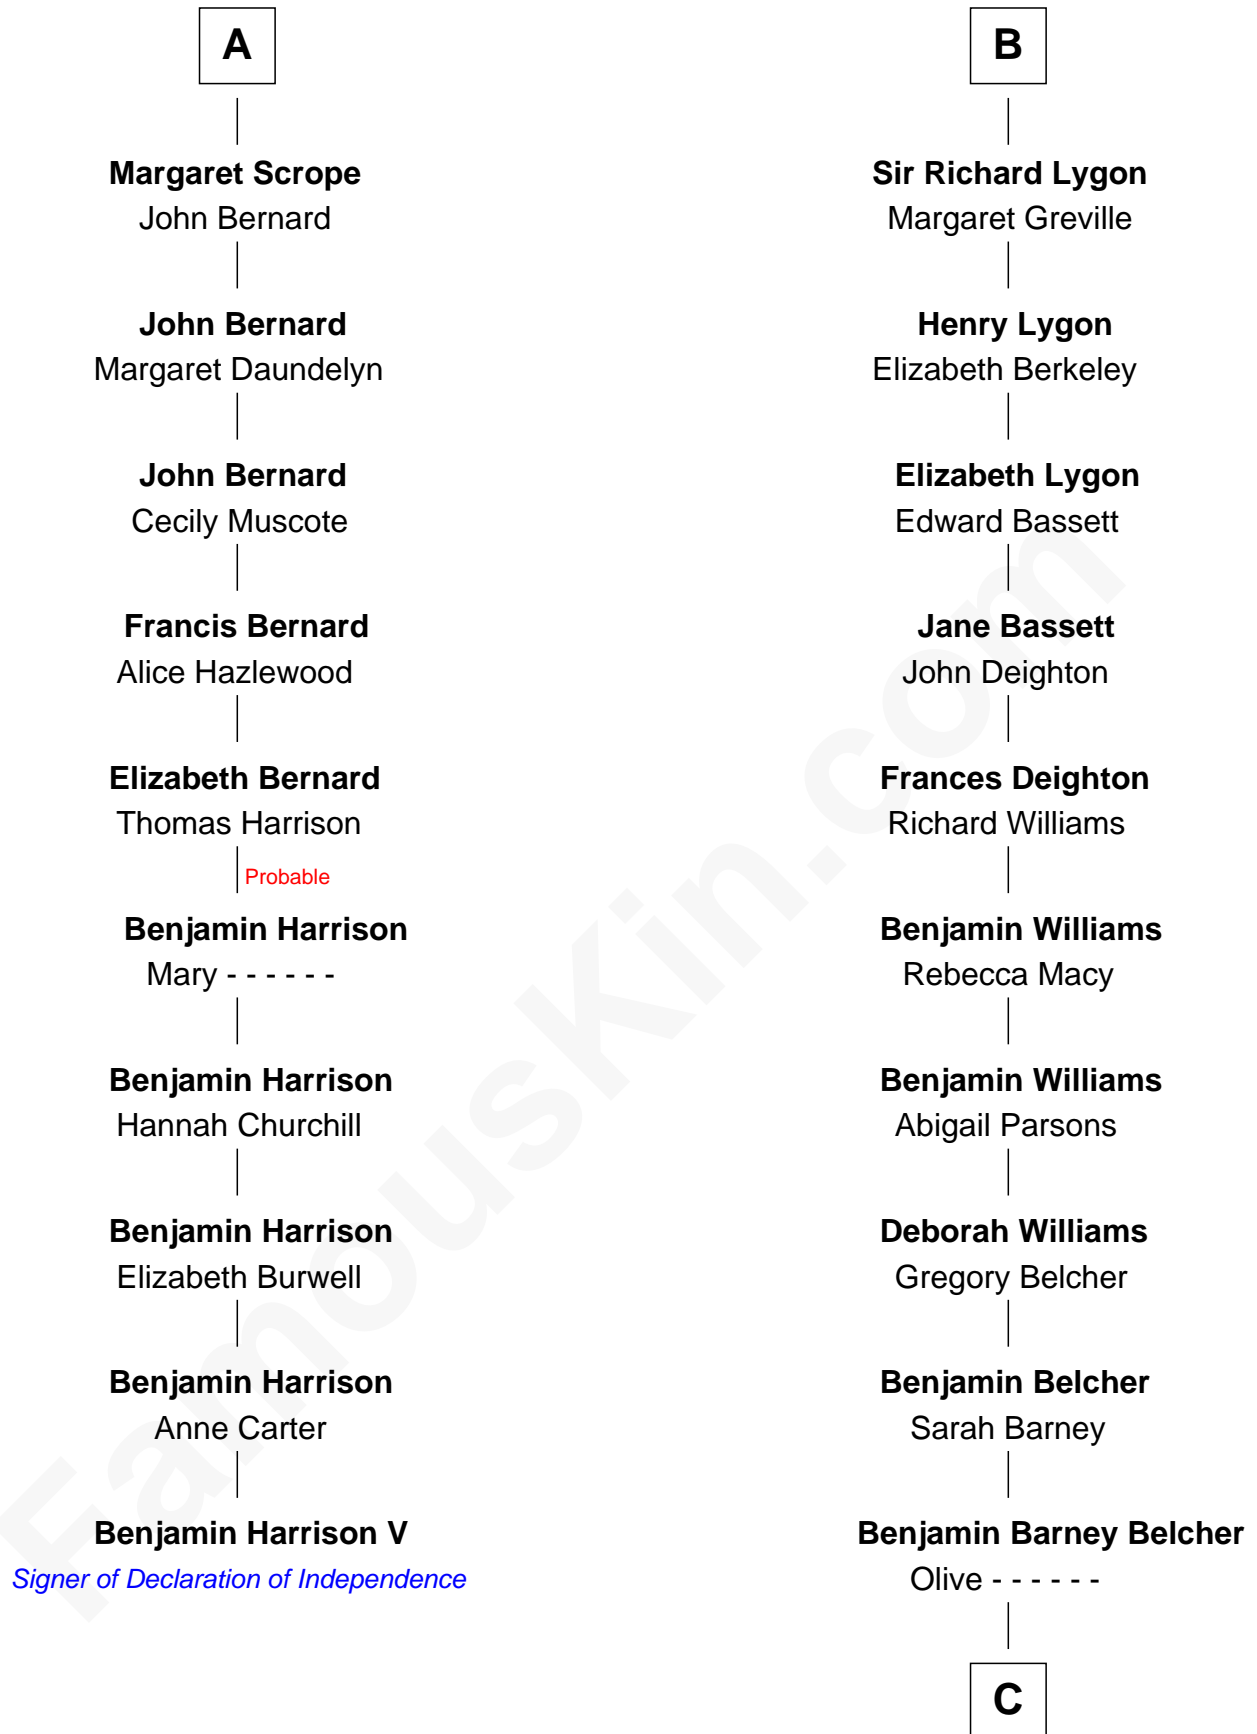 A
Margaret Scrope
John Bernard
John Bernard
Margaret Daundelyn
John Bernard
Cecily Muscote
Francis Bernard
Alice Hazlewood
Elizabeth Bernard
Thomas Harrison
Probable
Benjamin Harrison
Mary - - - - - -
Benjamin Harrison
Hannah Churchill
Benjamin Harrison
Elizabeth Burwell
Benjamin Harrison
Anne Carter
Benjamin Harrison V
Signer of Declaration of Independence
B
Sir Richard Lygon
Margaret Greville
Henry Lygon
Elizabeth Berkeley
Elizabeth Lygon
Edward Bassett
Jane Bassett
John Deighton
Frances Deighton
Richard Williams
Benjamin Williams
Rebecca Macy
Benjamin Williams
Abigail Parsons
Deborah Williams
Gregory Belcher
Benjamin Belcher
Sarah Barney
Benjamin Barney Belcher
Olive - - - - - -
C
FamousKin.com